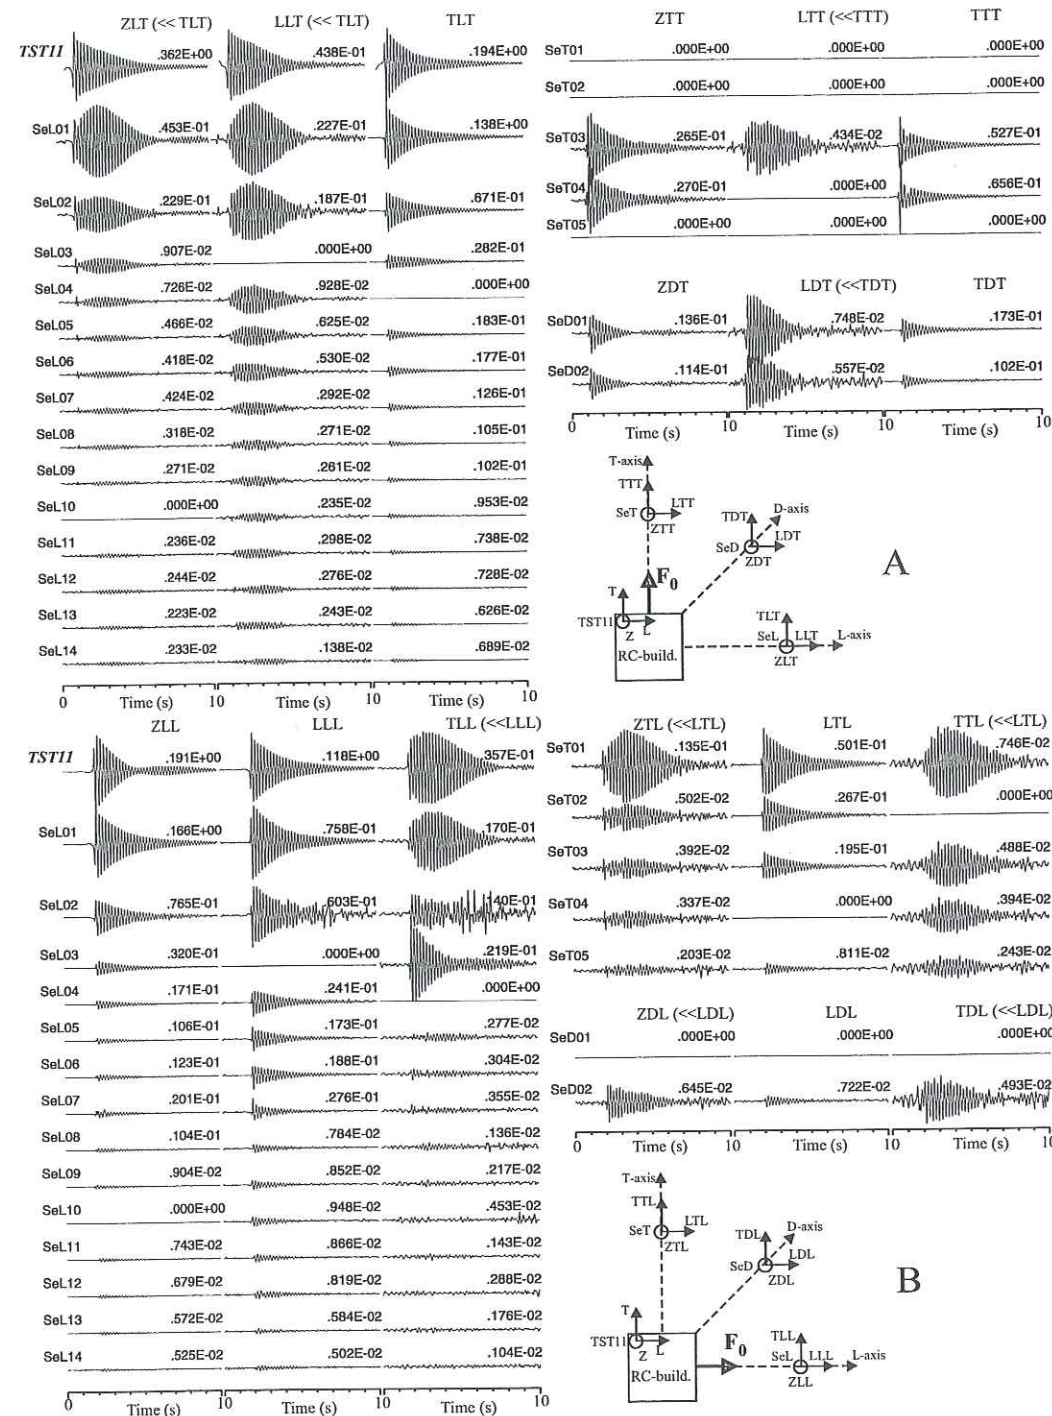 ZLT (<< TLT) LLT (<< TLT) TLT
TST11 .362E+00 .438E-01 .194E+00
SeL01 .453E-01 .227E-01 .138E+00
SeL02 .229E-01 .187E-01 .671E-01
SeL03 .907E-02 .000E+00 .282E-01
SeL04 .726E-02 .928E-02 .000E+00
SeL05 .466E-02 .625E-02 .183E-01
SeL06 .418E-02 .530E-02 .177E-01
SeL07 .424E-02 .292E-02 .126E-01
SeL08 .318E-02 .271E-02 .105E-01
SeL09 .271E-02 .261E-02 .102E-01
SeL10 .000E+00 .235E-02 .953E-02
SeL11 .236E-02 .298E-02 .738E-02
SeL12 .244E-02 .276E-02 .728E-02
SeL13 .223E-02 .243E-02 .626E-02
SeL14 .233E-02 .138E-02 .689E-02
0 Time (s) 10 Time (s) 10 Time (s) 10
ZTT LTT (<<TTT) TTT
SeT01 .000E+00 .000E+00 .000E+00
SeT02 .000E+00 .000E+00 .000E+00
SeT03 .265E-01 .434E-02 .527E-01
SeT04 .270E-01 .000E+00 .656E-01
SeT05 .000E+00 .000E+00 .000E+00
ZDT LDT (<<TDT) TDT
SeD01 .136E-01 .748E-02 .173E-01
SeD02 .114E-01 .557E-02 .102E-01
0 Time (s) 10 Time (s) 10 Time (s) 10
T-axis
TTT
LTT
SeT
ZTT
D-axis
TDT
LDT
SeD
ZDT
A
F0
T
TST11
Z L
RC-build.
TLT
SeL LLT L-axis
ZLT
ZLL LLL TLL (<<LLL)
TST11 .191E+00 .118E+00 .357E-01
SeL01 .166E+00 .758E-01 .170E-01
SeL02 .765E-01 .603E-01 .140E-01
SeL03 .320E-01 .000E+00 .219E-01
SeL04 .171E-01 .241E-01 .000E+00
SeL05 .106E-01 .173E-01 .277E-02
SeL06 .123E-01 .188E-01 .304E-02
SeL07 .201E-01 .276E-01 .355E-02
SeL08 .104E-01 .784E-02 .136E-02
SeL09 .904E-02 .852E-02 .217E-02
SeL10 .000E+00 .948E-02 .453E-02
SeL11 .743E-02 .866E-02 .143E-02
SeL12 .679E-02 .819E-02 .288E-02
SeL13 .572E-02 .584E-02 .176E-02
SeL14 .525E-02 .502E-02 .104E-02
0 Time (s) 10 Time (s) 10 Time (s) 10
ZTL (<<LTL) LTL TTL (<<LTL)
SeT01 .135E-01 .501E-01 .746E-02
SeT02 .502E-02 .267E-01 .000E+00
SeT03 .392E-02 .195E-01 .488E-02
SeT04 .337E-02 .000E+00 .394E-02
SeT05 .203E-02 .811E-02 .243E-02
ZDL (<<LDL) LDL TDL (<<LDL)
SeD01 .000E+00 .000E+00 .000E+00
SeD02 .645E-02 .722E-02 .493E-02
0 Time (s) 10 Time (s) 10 Time (s) 10
T-axis
TTL
LTL
SeT
ZTL
D-axis
TDL
LDL
SeD
ZDL
B
T
TST11
Z L
RC-build.
F0
TLL
SeL LLL L-axis
ZLL